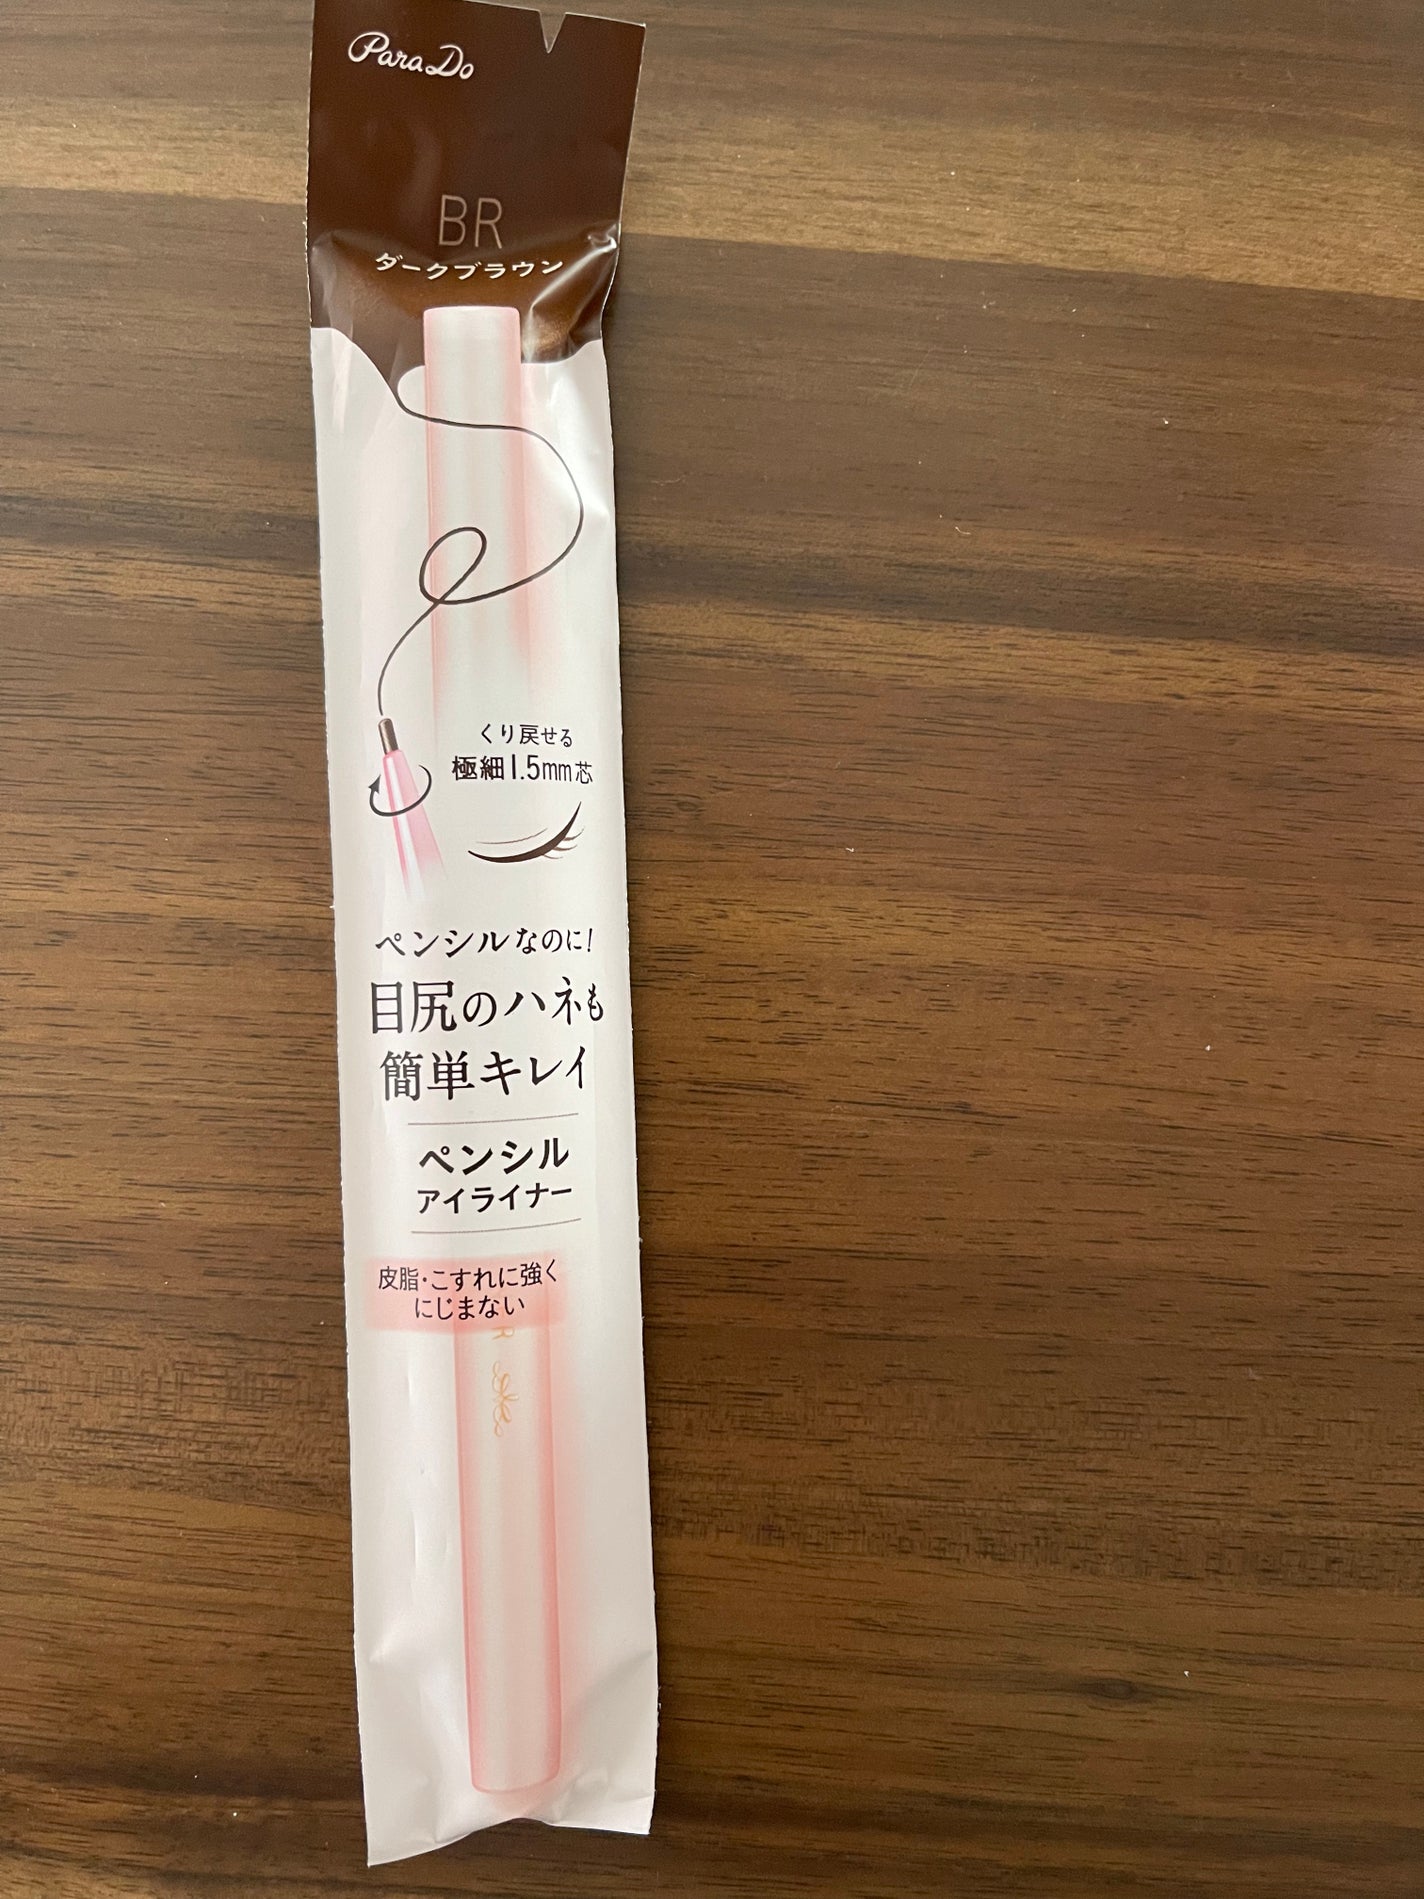 ParaDo
BR
ダークブラウン
くり戻せる
極細1.5mm芯
ペンシルなのに!
目尻のハネも
簡単キレイ
ペンシル
アイライナー
皮脂・こすれに強く
にじまない
R